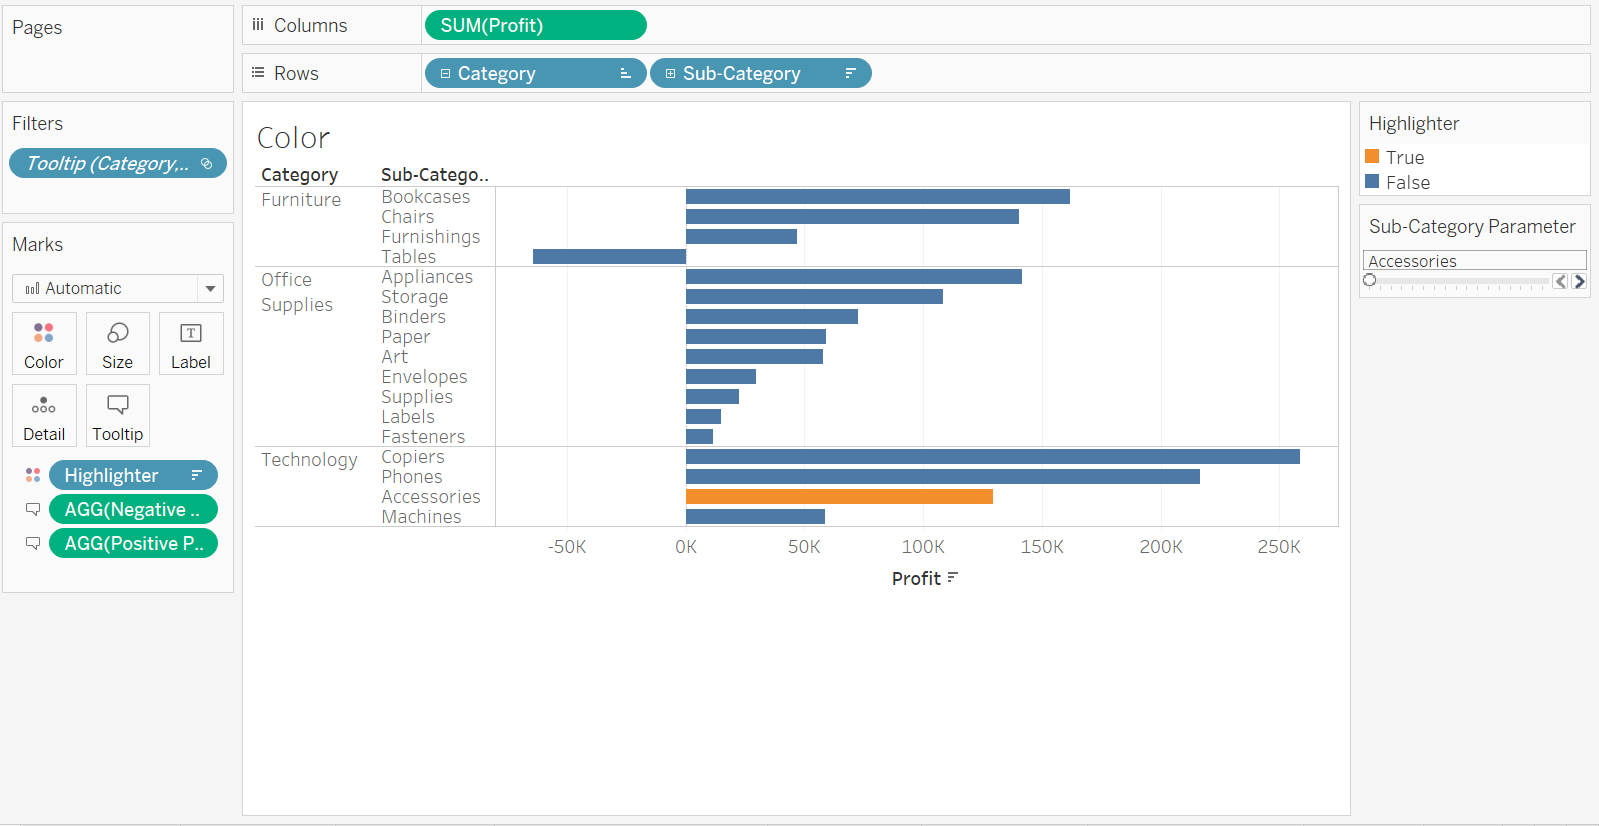 Pages
Columns
SUM(Profit)
Rows
Category
Sub-Category
Filters
Tooltip (Category,..
Marks
Automatic
Color
Size
Label
Detail
Tooltip
Highlighter
AGG(Negative ..
AGG(Positive P..
Color
Category Sub-Catego..
Furniture
Bookcases
Chairs
Furnishings
Tables
Office
Supplies
Appliances
Storage
Binders
Paper
Art
Envelopes
Supplies
Labels
Fasteners
Technology
Copiers
Phones
Accessories
Machines
-50K 0K 50K 100K 150K 200K 250K
Profit
Highlighter
True
False
Sub-Category Parameter
Accessories